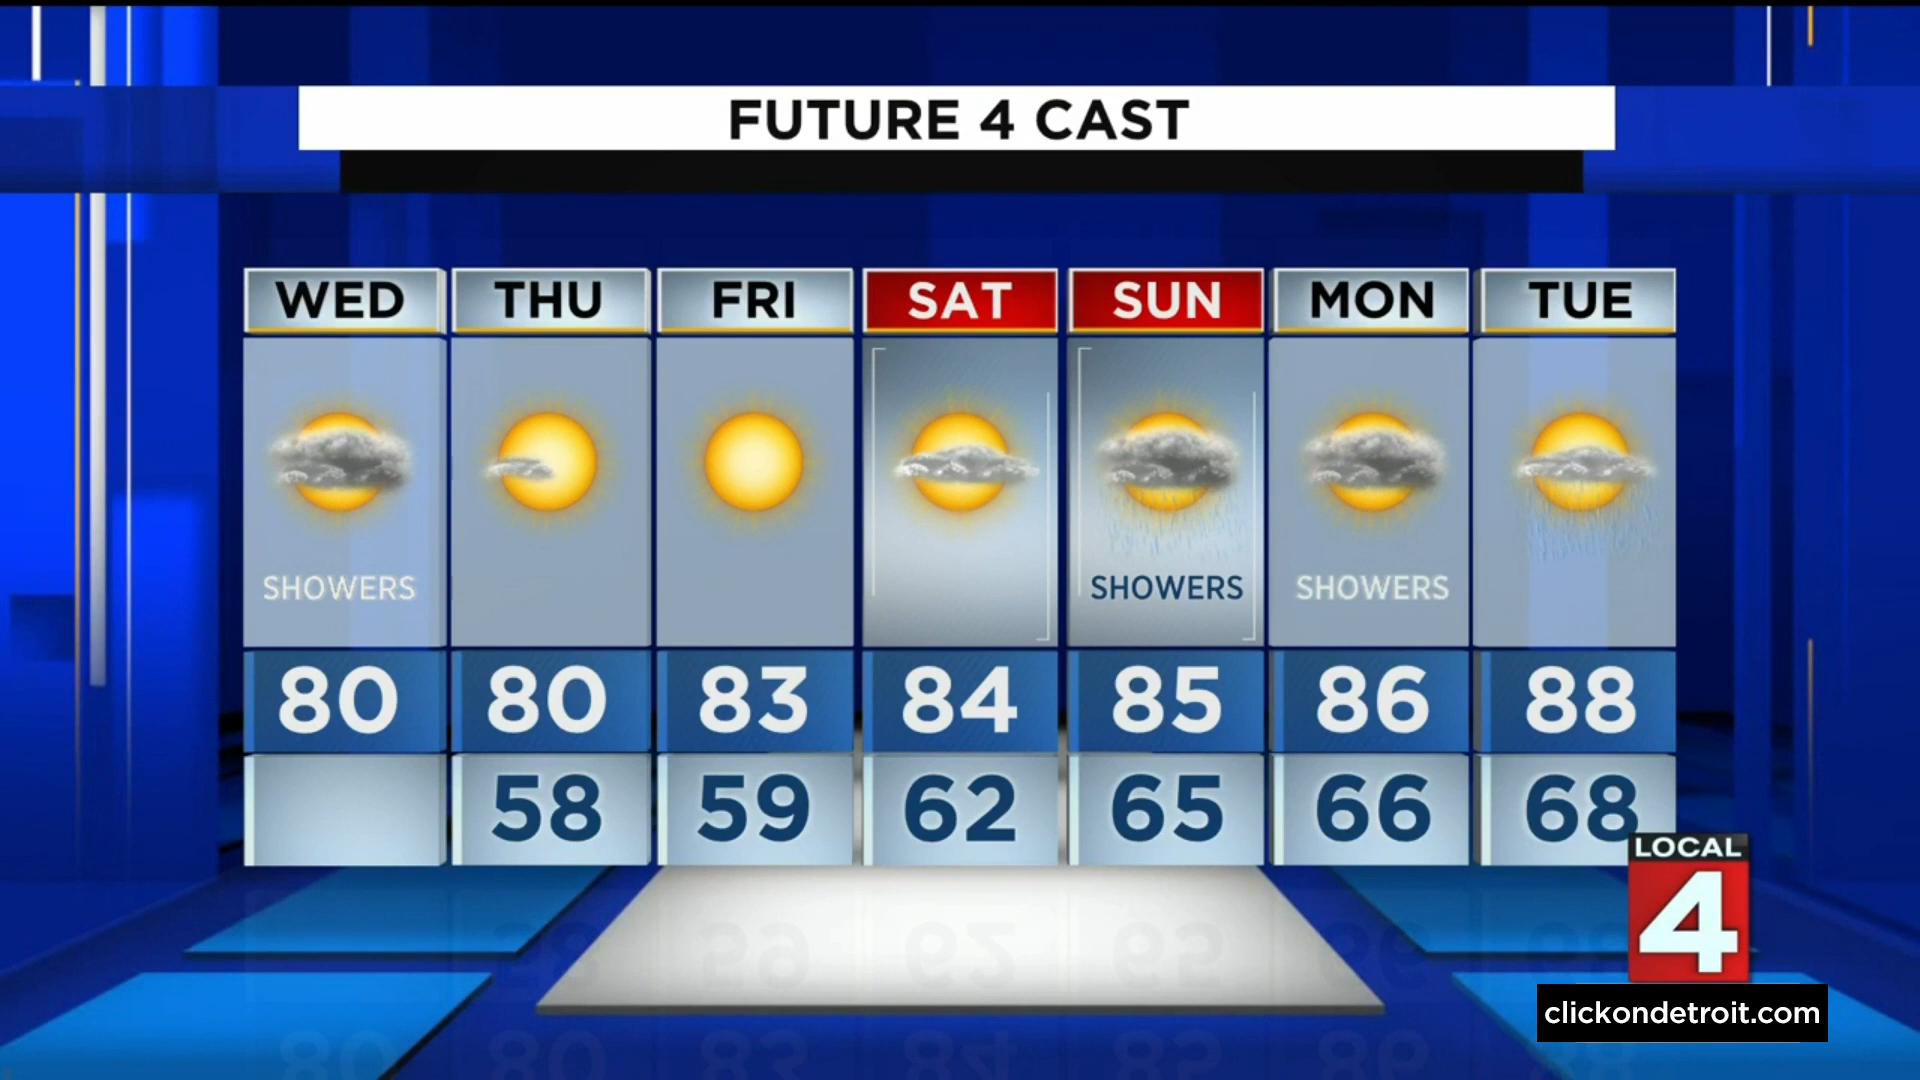 FUTURE 4 CAST
WED THU FRI SAT SUN MON TUE
SHOWERS SHOWERS SHOWERS
80 80 83 84 85 86 88
58 59 62 65 66 68
LOCAL
4
clickondetroit.com